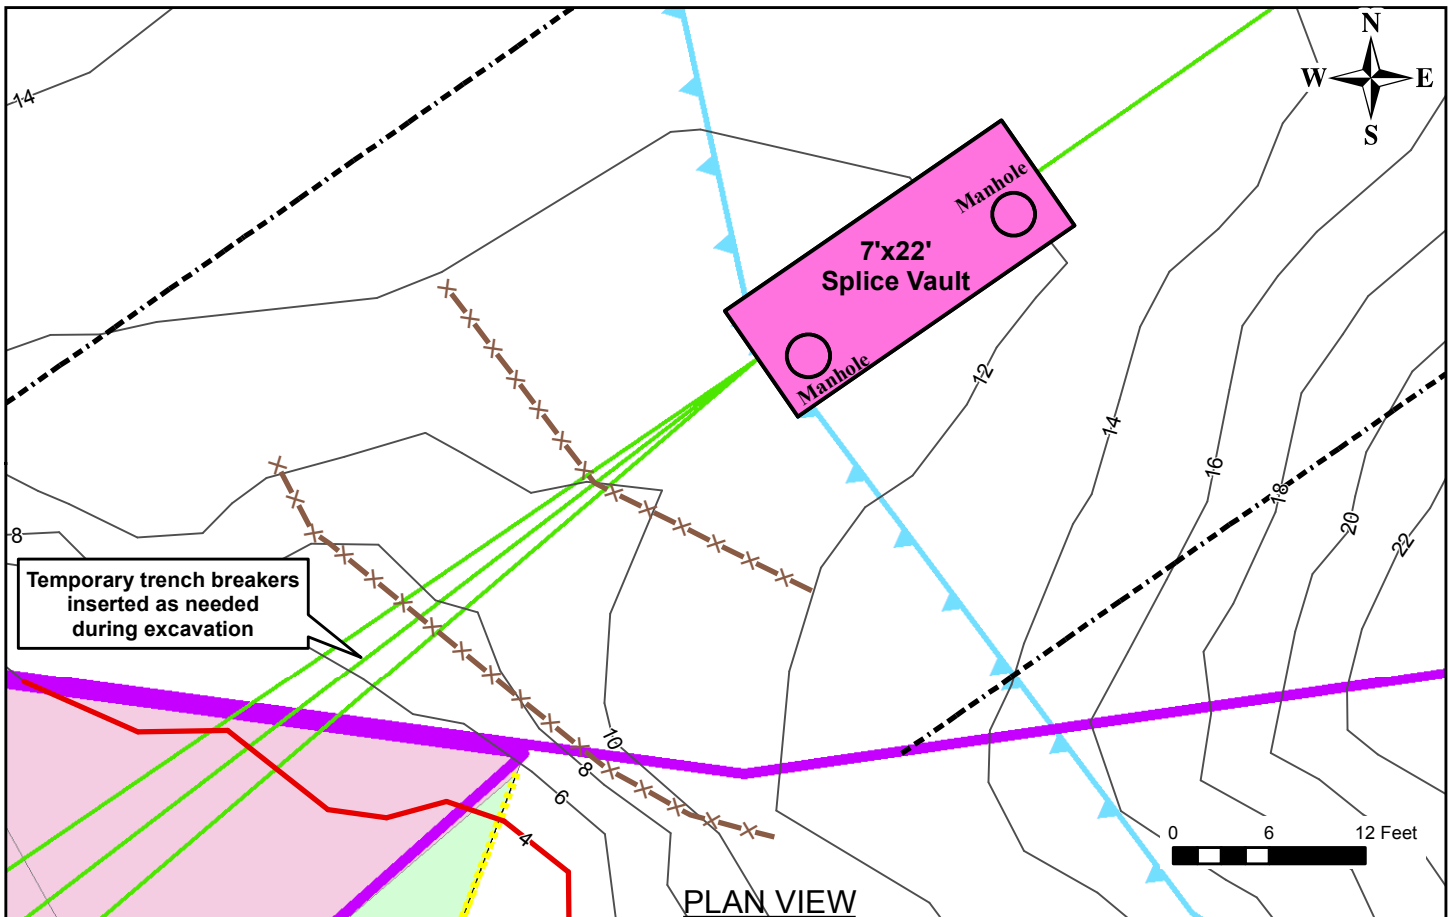 N
W E
S
14
Manhole
7'x22'
Splice Vault
Manhole
12
14
16
18
20
22
8
Temporary trench breakers
inserted as needed
during excavation
10
8
6
4
0 6 12 Feet
PLAN VIEW